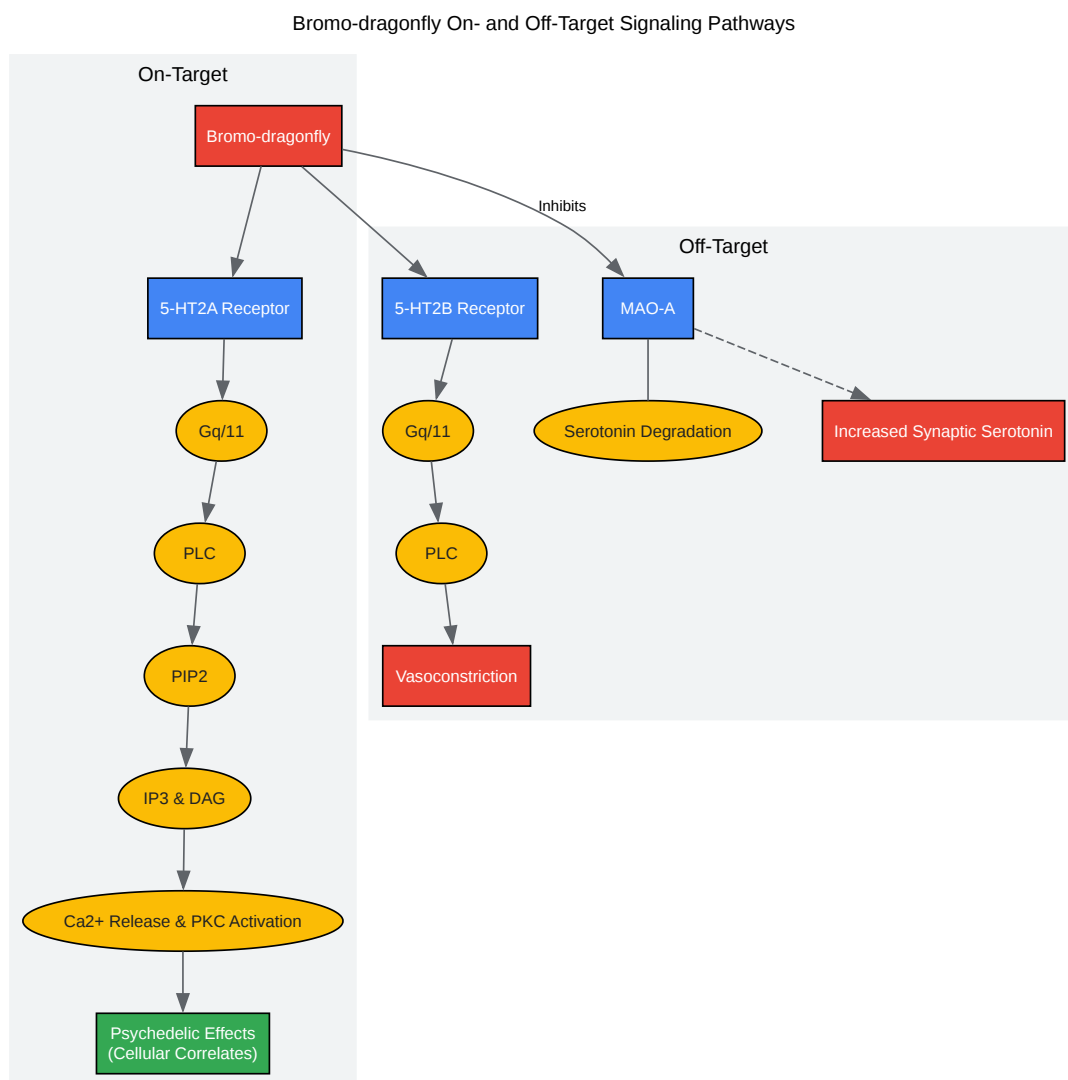 Bromo-dragonfly On- and Off-Target Signaling Pathways
On-Target
Bromo-dragonfly
Inhibits
Off-Target
5-HT2A Receptor
5-HT2B Receptor
MAO-A
Gq/11
Gq/11
Serotonin Degradation
Increased Synaptic Serotonin
PLC
PLC
PIP2
Vasoconstriction
IP3 & DAG
Ca2+ Release & PKC Activation
Psychedelic Effects
(Cellular Correlates)